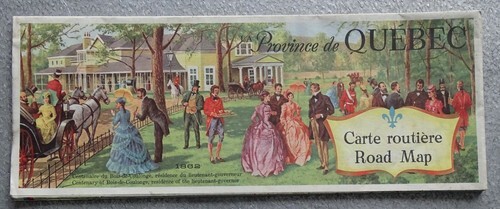 LA Province de QUÉBEC
Carte routière
Road Map
1862
Centenaire du Bois-de-Coulonge, résidence du lieutenant-gouverneur
Centenary of Bois-de-Coulonge, residence of the lieutenant-governor